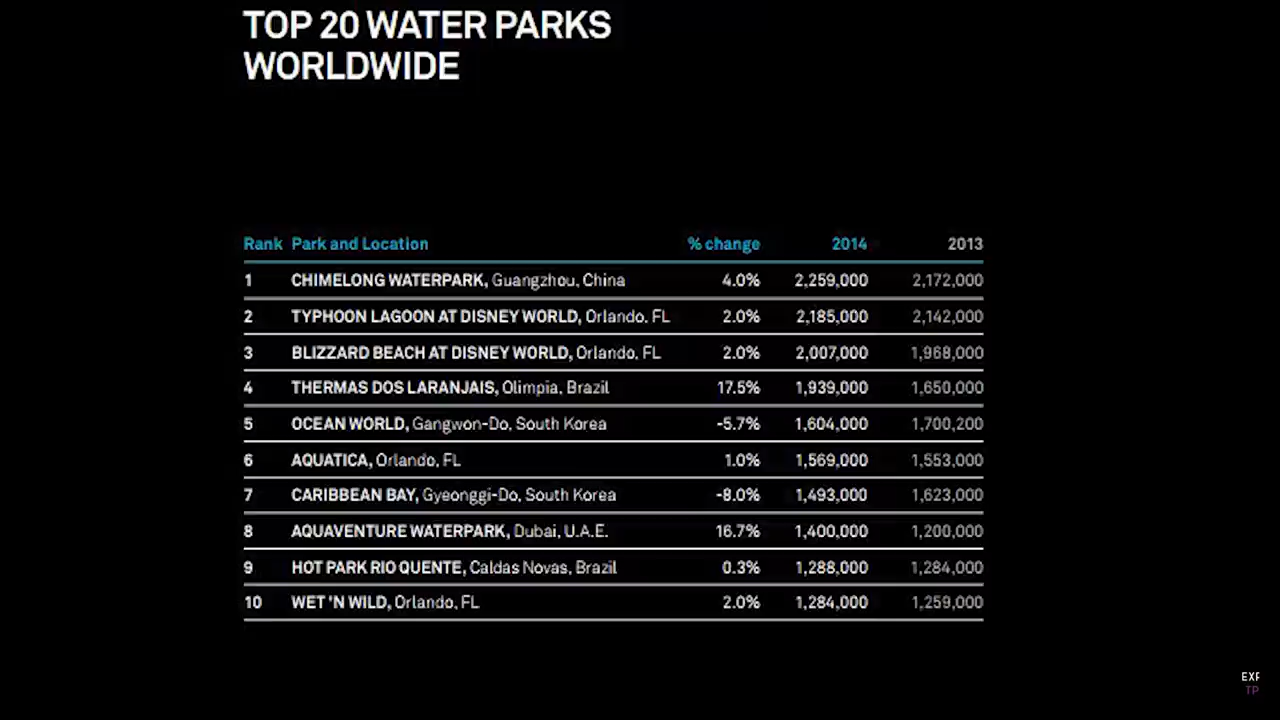 TOP 20 WATER PARKS
WORLDWIDE
Rank Park and Location % change 2014 2013
1 CHIMELONG WATERPARK, Guangzhou, China 4.0% 2,259,000 2,172,000
2 TYPHOON LAGOON AT DISNEY WORLD, Orlando, FL 2.0% 2,185,000 2,142,000
3 BLIZZARD BEACH AT DISNEY WORLD, Orlando, FL 2.0% 2,007,000 1,968,000
4 THERMAS DOS LARANJAIS, Olimpia, Brazil 17.5% 1,939,000 1,650,000
5 OCEAN WORLD, Gangwon-Do, South Korea -5.7% 1,604,000 1,700,200
6 AQUATICA, Orlando, FL 1.0% 1,569,000 1,553,000
7 CARIBBEAN BAY, Gyeonggi-Do, South Korea -8.0% 1,493,000 1,623,000
8 AQUAVENTURE WATERPARK, Dubai, U.A.E. 16.7% 1,400,000 1,200,000
9 HOT PARK RIO QUENTE, Caldas Novas, Brazil 0.3% 1,288,000 1,284,000
10 WET 'N WILD, Orlando, FL 2.0% 1,284,000 1,259,000
EXP
TP